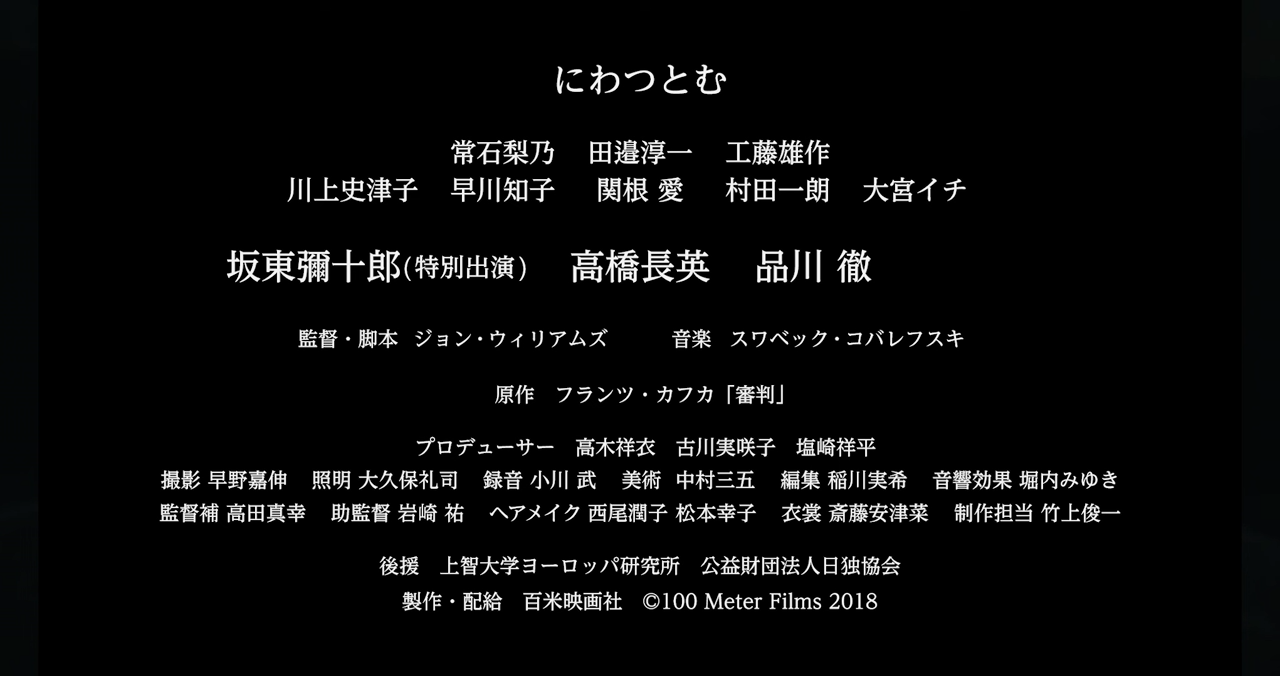 にわつとむ
常石梨乃　田邉淳一　工藤雄作
川上史津子　早川知子　関根 愛　村田一朗　大宮イチ
坂東彌十郎(特別出演)　高橋長英　品川 徹
監督・脚本 ジョン・ウィリアムズ　音楽 スワベック・コバレフスキ
原作　フランツ・カフカ「審判」
プロデューサー　高木祥衣　古川実咲子　塩崎祥平
撮影 早野嘉伸　照明 大久保礼司　録音 小川 武　美術 中村三五　編集 稲川実希　音響効果 堀内みゆき
監督補 高田真幸　助監督 岩崎 祐　ヘアメイク 西尾潤子 松本幸子　衣裳 斎藤安津菜　制作担当 竹上俊一
後援　上智大学ヨーロッパ研究所　公益財団法人日独協会
製作・配給　百米映画社　©100 Meter Films 2018